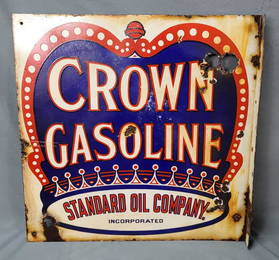 CROWN
GASOLINE
STANDARD OIL COMPANY.
INCORPORATED